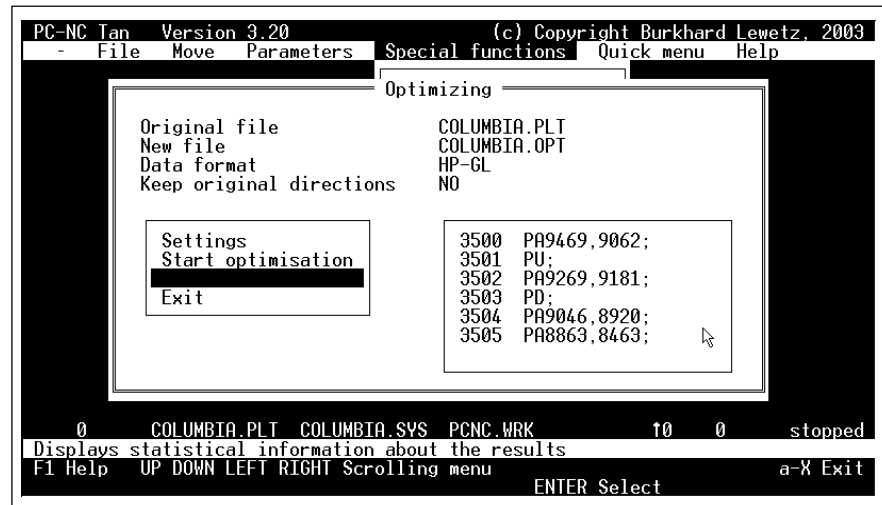 PC-NC Tan Version 3.20 (c) Copyright Burkhard Lewetz, 2003
- File Move Parameters Special functions Quick menu Help
Optimizing
Original file COLUMBIA.PLT
New file COLUMBIA.OPT
Data format HP-GL
Keep original directions NO
Settings
Start optimisation
Exit
3500 PA9469,9062;
3501 PU;
3502 PA9269,9181;
3503 PD;
3504 PA9046,8920;
3505 PA8863,8463;
0 COLUMBIA.PLT COLUMBIA.SYS PCNC.WRK ↑0 0 stopped
Displays statistical information about the results
F1 Help UP DOWN LEFT RIGHT Scrolling menu a-X Exit
ENTER Select